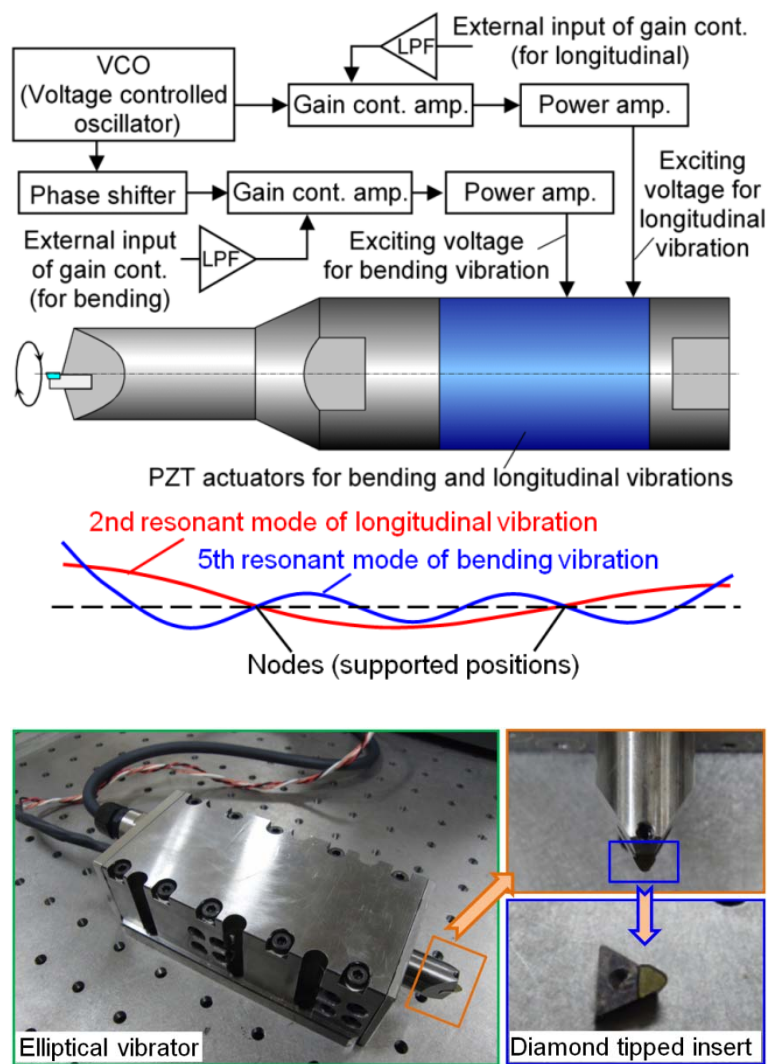 External input of gain cont.
(for longitudinal)
LPF
VCO
(Voltage controlled
oscillator)
Gain cont. amp.
Power amp.
Phase shifter
Gain cont. amp.
Power amp.
Exciting
voltage for
longitudinal
vibration
External input
of gain cont.
(for bending)
LPF
Exciting voltage
for bending vibration
PZT actuators for bending and longitudinal vibrations
2nd resonant mode of longitudinal vibration
5th resonant mode of bending vibration
Nodes (supported positions)
Elliptical vibrator
Diamond tipped insert